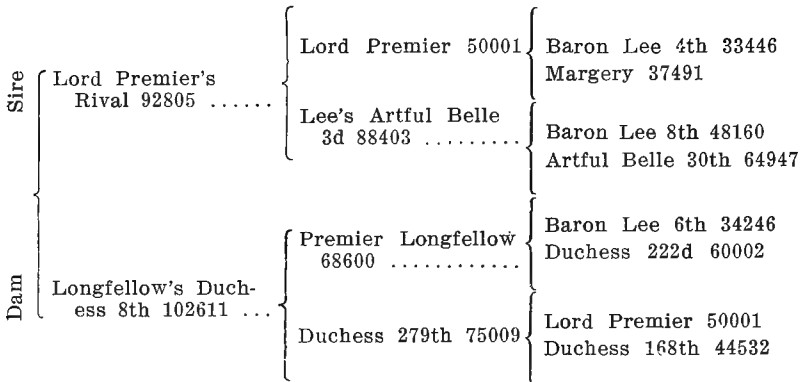 Sire
Lord Premier's
Rival 92805 ......
Lord Premier 50001
Baron Lee 4th 33446
Margery 37491
Lee's Artful Belle
3d 88403 .........
Baron Lee 8th 48160
Artful Belle 30th 64947
Dam
Longfellow's Duch-
ess 8th 102611 ...
Premier Longfellow
68600 ............
Baron Lee 6th 34246
Duchess 222d 60002
Duchess 279th 75009
Lord Premier 50001
Duchess 168th 44532